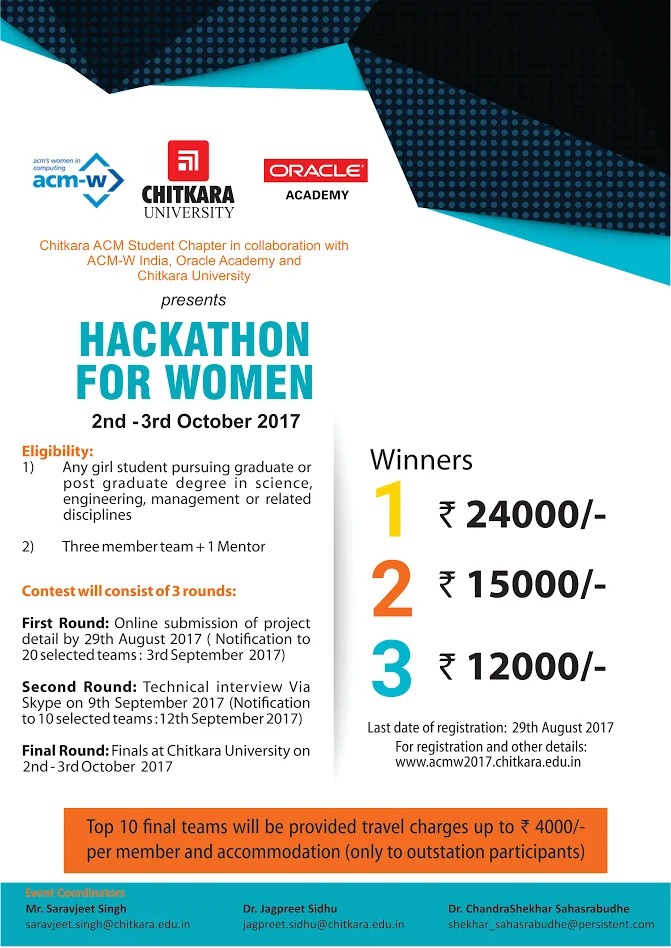 acm's women in
computing
acm-w
CHITKARA
UNIVERSITY
ORACLE
ACADEMY
Chitkara ACM Student Chapter in collaboration with
ACM-W India, Oracle Academy and
Chitkara University
presents
HACKATHON
FOR WOMEN
2nd - 3rd October 2017
Eligibility:
1) Any girl student pursuing graduate or
post graduate degree in science,
engineering, management or related
disciplines
2) Three member team + 1 Mentor
Contest will consist of 3 rounds:
First Round: Online submission of project
detail by 29th August 2017 ( Notification to
20 selected teams : 3rd September 2017)
Second Round: Technical interview Via
Skype on 9th September 2017 (Notification
to 10 selected teams :12th September 2017)
Final Round: Finals at Chitkara University on
2nd - 3rd October 2017
Winners
1 ₹ 24000/-
2 ₹ 15000/-
3 ₹ 12000/-
Last date of registration: 29th August 2017
For registration and other details:
www.acmw2017.chitkara.edu.in
Top 10 final teams will be provided travel charges up to ₹ 4000/-
per member and accommodation (only to outstation participants)
Event Coordinators
Mr. Saravjeet Singh
saravjeet.singh@chitkara.edu.in
Dr. Jagpreet Sidhu
jagpreet.sidhu@chitkara.edu.in
Dr. ChandraShekhar Sahasrabudhe
shekhar_sahasrabudhe@persistent.com